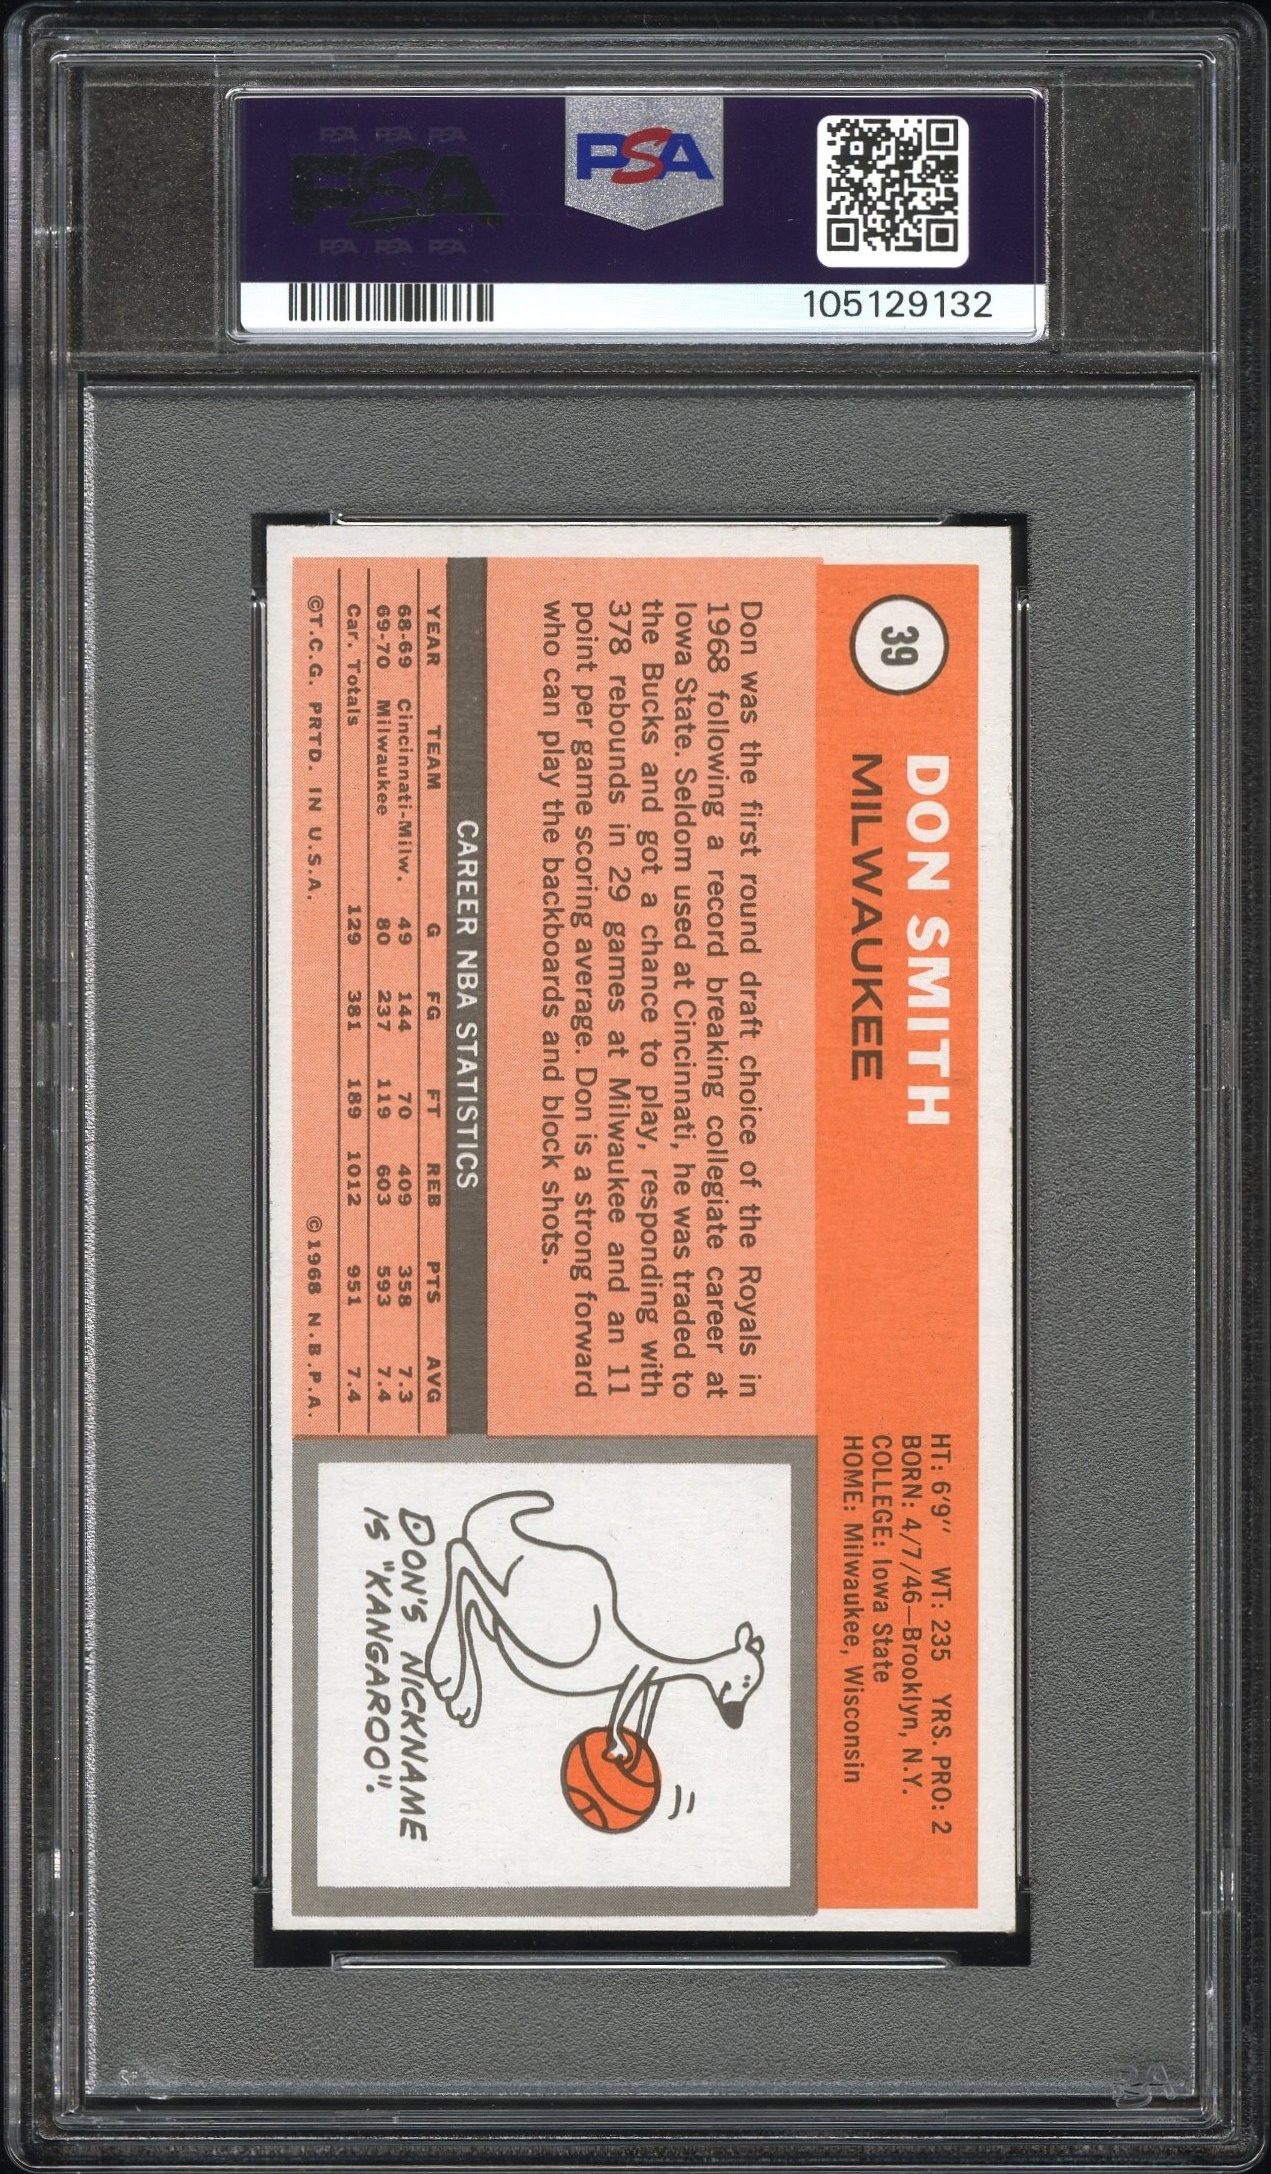 PSA PSA PSA
PSA
PSA PSA PSA
PSA
105129132
39
DON SMITH
MILWAUKEE
HT: 6'9'' WT: 235 YRS. PRO: 2
BORN: 4/7/46—Brooklyn, N.Y.
COLLEGE: Iowa State
HOME: Milwaukee, Wisconsin
Don was the first round draft choice of the Royals in
1968 following a record breaking collegiate career at
Iowa State. Seldom used at Cincinnati, he was traded to
the Bucks and got a chance to play, responding with
378 rebounds in 29 games at Milwaukee and an 11
point per game scoring average. Don is a strong forward
who can play the backboards and block shots.
CAREER NBA STATISTICS
YEAR TEAM G FG FT REB PTS AVG
68-69 Cincinnati-Milw. 49 144 70 409 358 7.3
69-70 Milwaukee 80 237 119 603 593 7.4
Car. Totals 129 381 189 1012 951 7.4
©T.C.G. PRTD. IN U.S.A. ©1968 N.B.P.A.
DON'S NICKNAME
IS "KANGAROO".
PSA